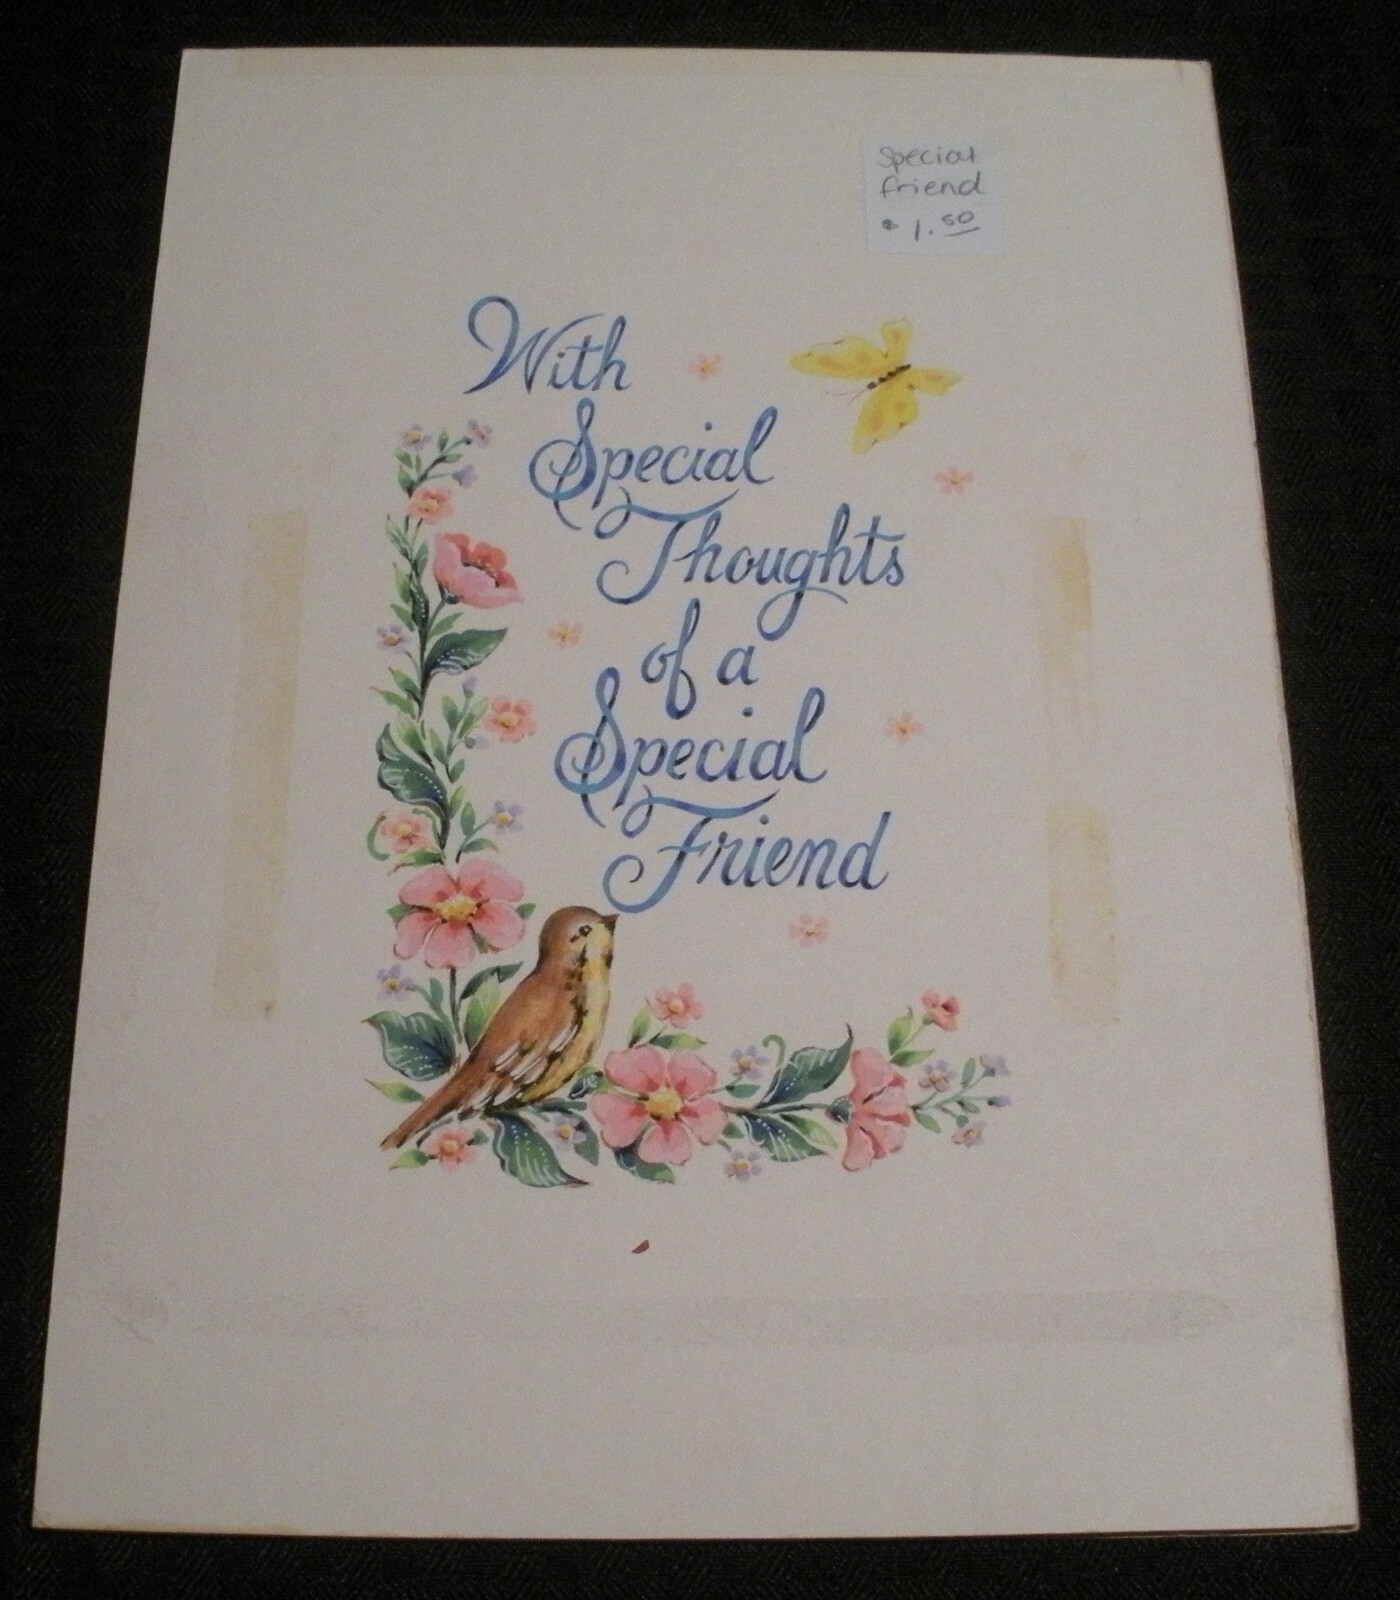 Special
friend
$ 1.50
With
Special
Thoughts
of a
Special
Friend